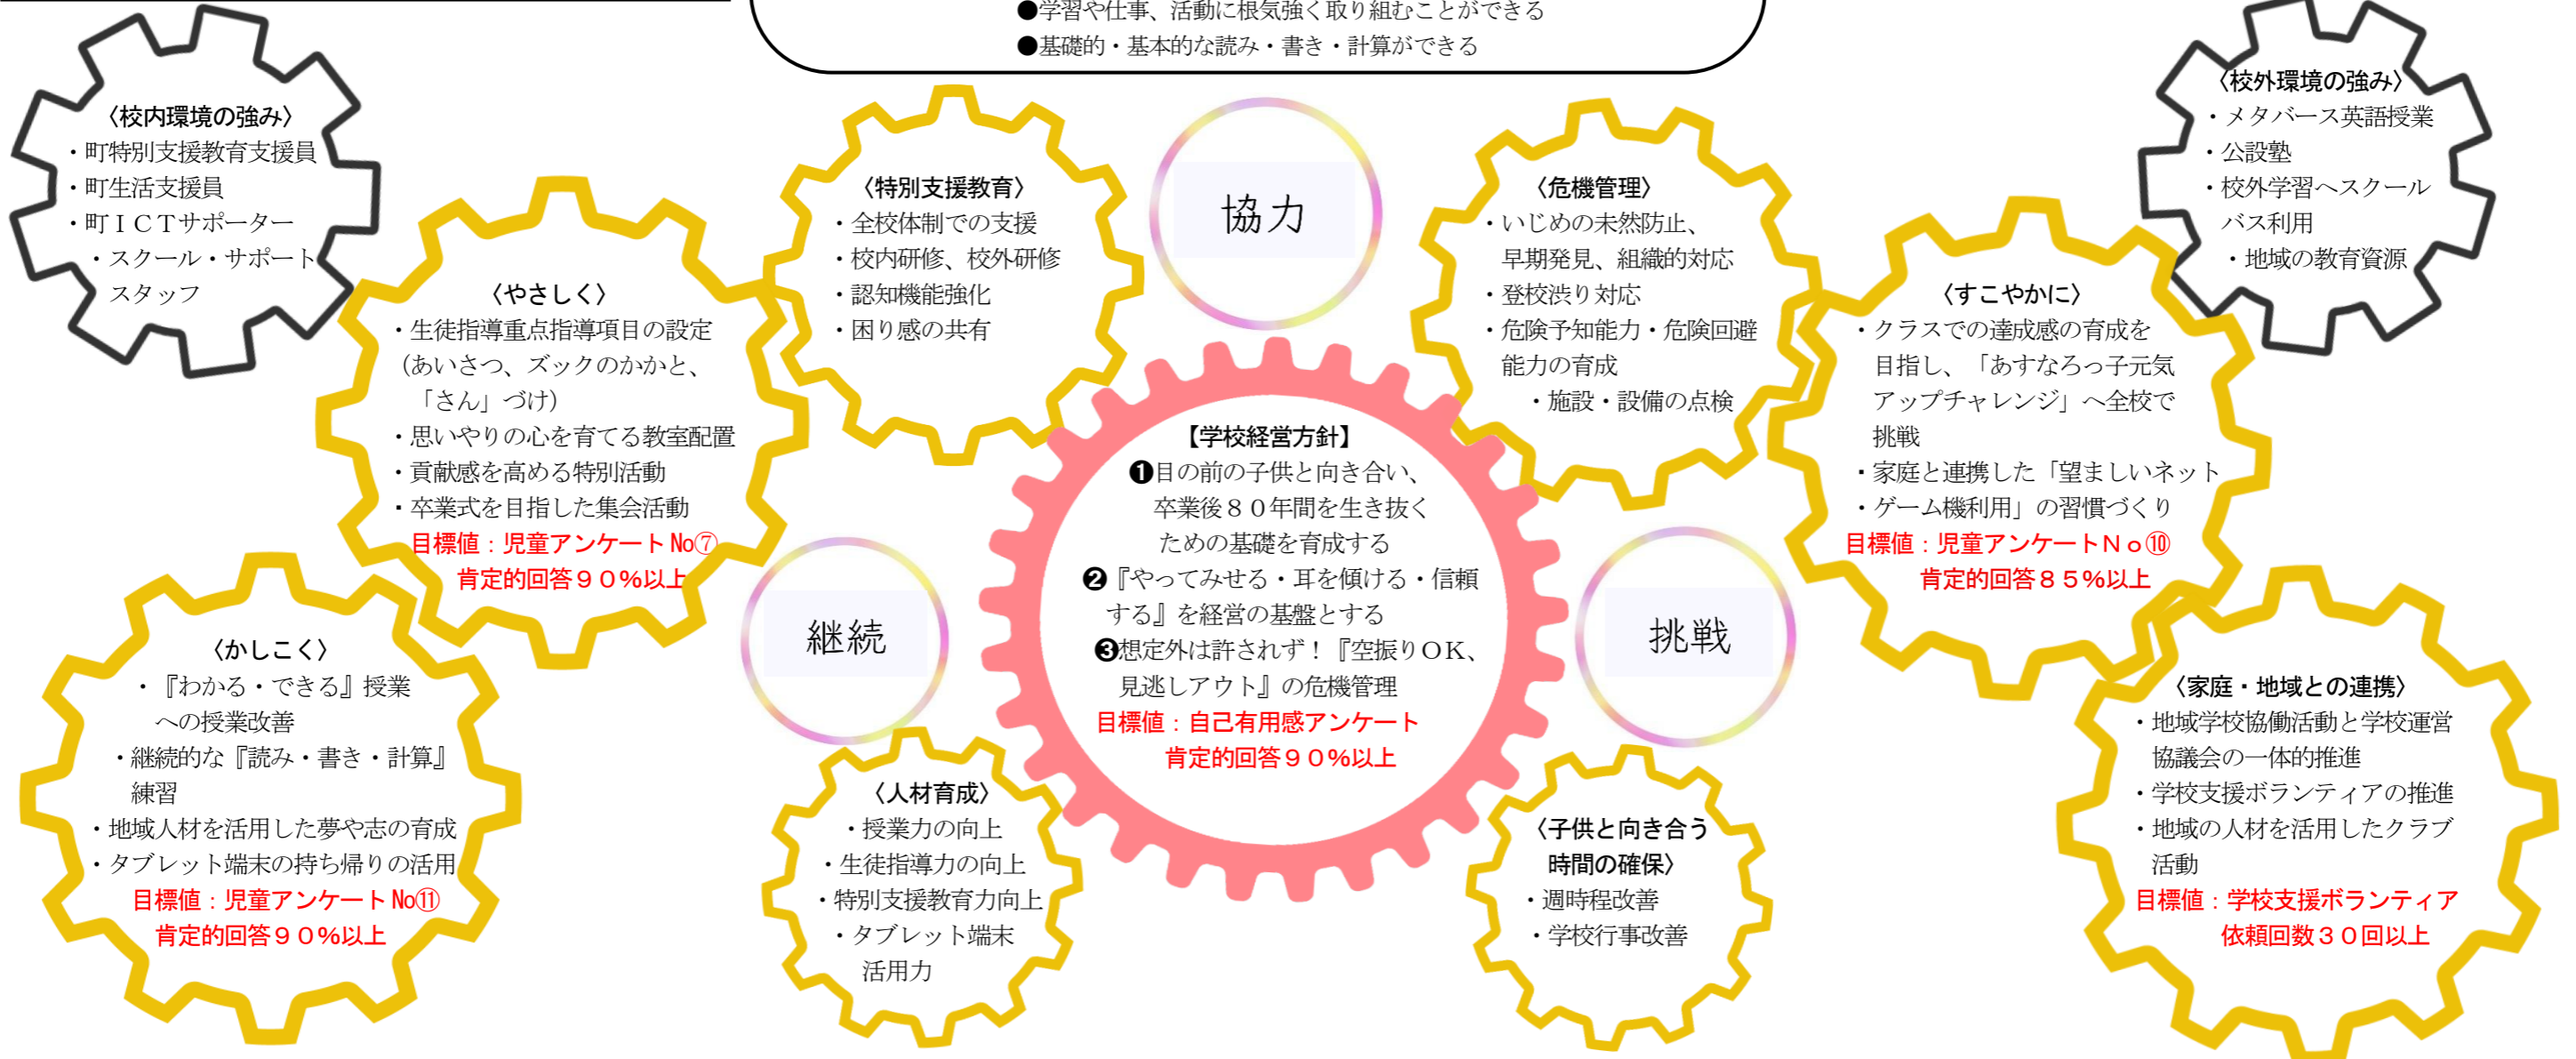 ●学習や仕事、活動に根気強く取り組むことができる
●基礎的・基本的な読み・書き・計算ができる
〈校内環境の強み〉
・町特別支援教育支援員
・町生活支援員
・町ＩＣＴサポーター
・スクール・サポート
スタッフ
〈やさしく〉
・生徒指導重点指導項目の設定
（あいさつ、ズックのかかと、
「さん」づけ）
・思いやりの心を育てる教室配置
・貢献感を高める特別活動
・卒業式を目指した集会活動
目標値：児童アンケートNo⑦
肯定的回答９０％以上
〈かしこく〉
・『わかる・できる』授業
への授業改善
・継続的な『読み・書き・計算』
練習
・地域人材を活用した夢や志の育成
・タブレット端末の持ち帰りの活用
目標値：児童アンケートNo⑪
肯定的回答９０％以上
〈特別支援教育〉
・全校体制での支援
・校内研修、校外研修
・認知機能強化
・困り感の共有
協力
継続
挑戦
【学校経営方針】
❶目の前の子供と向き合い、
卒業後８０年間を生き抜く
ための基礎を育成する
❷『やってみせる・耳を傾ける・信頼
する』を経営の基盤とする
❸想定外は許されず！『空振りＯＫ、
見逃しアウト』の危機管理
目標値：自己有用感アンケート
肯定的回答９０％以上
〈人材育成〉
・授業力の向上
・生徒指導力の向上
・特別支援教育力向上
・タブレット端末
活用力
〈危機管理〉
・いじめの未然防止、
早期発見、組織的対応
・登校渋り対応
・危険予知能力・危険回避
能力の育成
・施設・設備の点検
〈子供と向き合う
時間の確保〉
・週時程改善
・学校行事改善
〈校外環境の強み〉
・メタバース英語授業
・公設塾
・校外学習へスクール
バス利用
・地域の教育資源
〈すこやかに〉
・クラスでの達成感の育成を
目指し、「あすなろっ子元気
アップチャレンジ」へ全校で
挑戦
・家庭と連携した「望ましいネット
・ゲーム機利用」の習慣づくり
目標値：児童アンケートＮｏ⑩
肯定的回答８５％以上
〈家庭・地域との連携〉
・地域学校協働活動と学校運営
協議会の一体的推進
・学校支援ボランティアの推進
・地域の人材を活用したクラブ
活動
目標値：学校支援ボランティア
依頼回数３０回以上